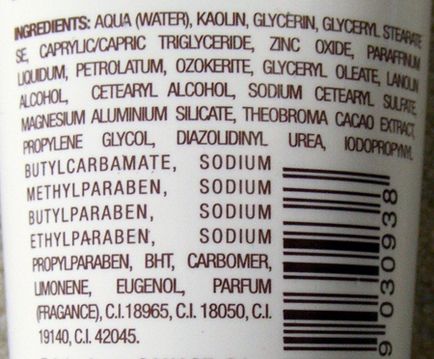 INGREDIENTS: AQUA (WATER), KAOLIN, GLYCERIN, GLYCERYL STEARATE
SE, CAPRYLIC/CAPRIC TRIGLYCERIDE, ZINC OXIDE, PARAFFINUM
LIQUIDUM, PETROLATUM, OZOKERITE, GLYCERYL OLEATE, LANOLIN
ALCOHOL, CETEARYL ALCOHOL, SODIUM CETEARYL SULFATE,
MAGNESIUM ALUMINIUM SILICATE, THEOBROMA CACAO EXTRACT,
PROPYLENE GLYCOL, DIAZOLIDINYL UREA, IODOPROPYNYL
BUTYLCARBAMATE, SODIUM
METHYLPARABEN, SODIUM
BUTYLPARABEN, SODIUM
ETHYLPARABEN, SODIUM
PROPYLPARABEN, BHT, CARBOMER,
LIMONENE, EUGENOL, PARFUM
(FRAGANCE), C.I.18965, C.I. 18050, C.I.
19140, C.I. 42045.
9030938